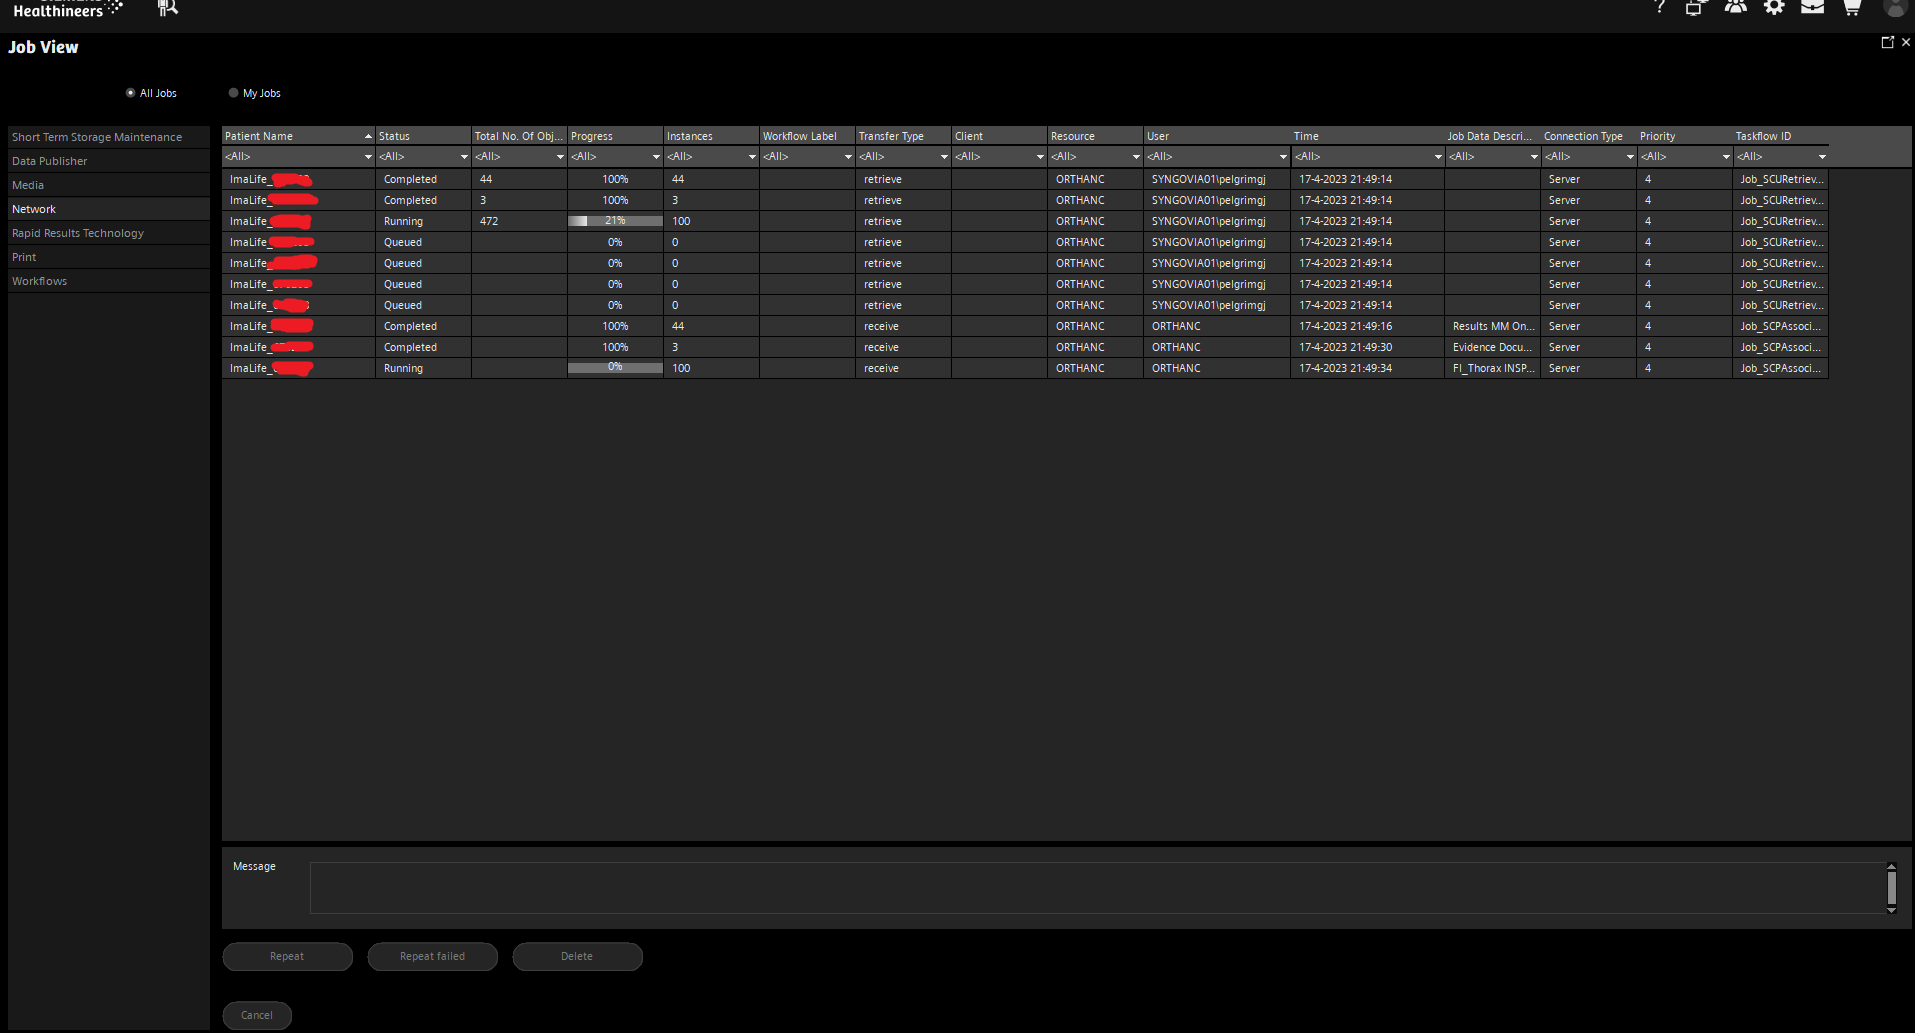 Healthineers
?
Job View
All Jobs My Jobs
Short Term Storage Maintenance
Data Publisher
Media
Network
Rapid Results Technology
Print
Workflows
Patient Name Status Total No. Of Obj... Progress Instances Workflow Label Transfer Type Client Resource User Time Job Data Descri... Connection Type Priority Taskflow ID
<All> <All> <All> <All> <All> <All> <All> <All> <All> <All> <All> <All> <All> <All> <All>
ImaLife_ Completed 44 100% 44 retrieve ORTHANC SYNGOVIA01\pelgrimgj 17-4-2023 21:49:14 Server 4 Job_SCURetriev...
ImaLife_ Completed 3 100% 3 retrieve ORTHANC SYNGOVIA01\pelgrimgj 17-4-2023 21:49:14 Server 4 Job_SCURetriev...
ImaLife_ Running 472 21% 100 retrieve ORTHANC SYNGOVIA01\pelgrimgj 17-4-2023 21:49:14 Server 4 Job_SCURetriev...
ImaLife_ Queued 0% 0 retrieve ORTHANC SYNGOVIA01\pelgrimgj 17-4-2023 21:49:14 Server 4 Job_SCURetriev...
ImaLife_ Queued 0% 0 retrieve ORTHANC SYNGOVIA01\pelgrimgj 17-4-2023 21:49:14 Server 4 Job_SCURetriev...
ImaLife_ Queued 0% 0 retrieve ORTHANC SYNGOVIA01\pelgrimgj 17-4-2023 21:49:14 Server 4 Job_SCURetriev...
ImaLife_ Queued 0% 0 retrieve ORTHANC SYNGOVIA01\pelgrimgj 17-4-2023 21:49:14 Server 4 Job_SCURetriev...
ImaLife_ Completed 100% 44 receive ORTHANC ORTHANC 17-4-2023 21:49:16 Results MM On... Server 4 Job_SCPAssoci...
ImaLife_ Completed 100% 3 receive ORTHANC ORTHANC 17-4-2023 21:49:30 Evidence Docu... Server 4 Job_SCPAssoci...
ImaLife_ Running 0% 100 receive ORTHANC ORTHANC 17-4-2023 21:49:34 FI_Thorax INSP... Server 4 Job_SCPAssoci...
Message
Repeat Repeat failed Delete
Cancel